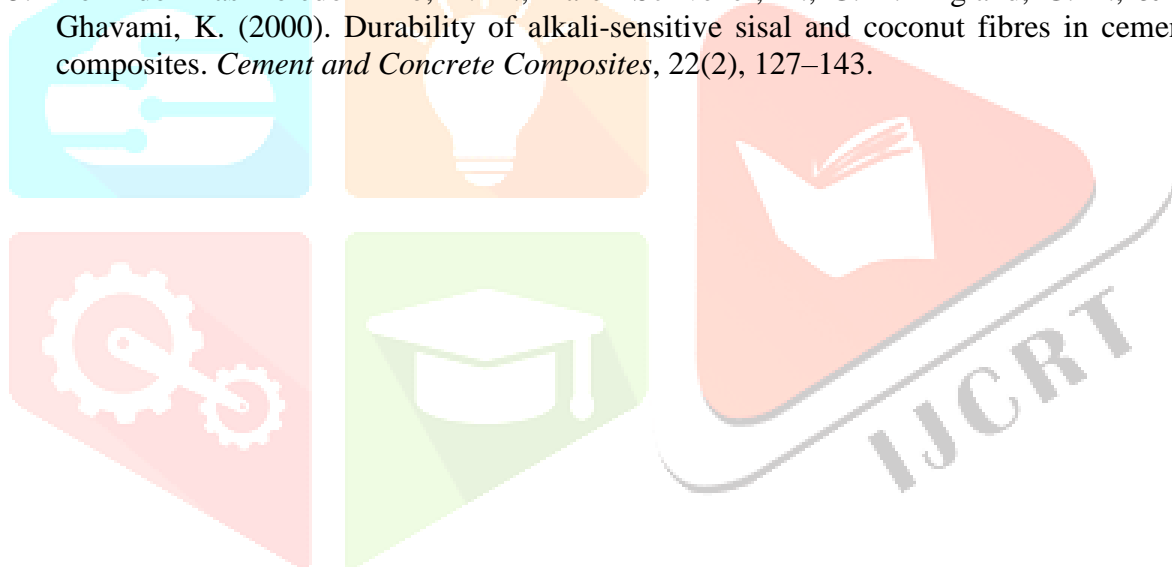 Ghavami, K. (2000). Durability of alkali-sensitive sisal and coconut fibres in cement
composites. Cement and Concrete Composites, 22(2), 127–143.
IJCRT